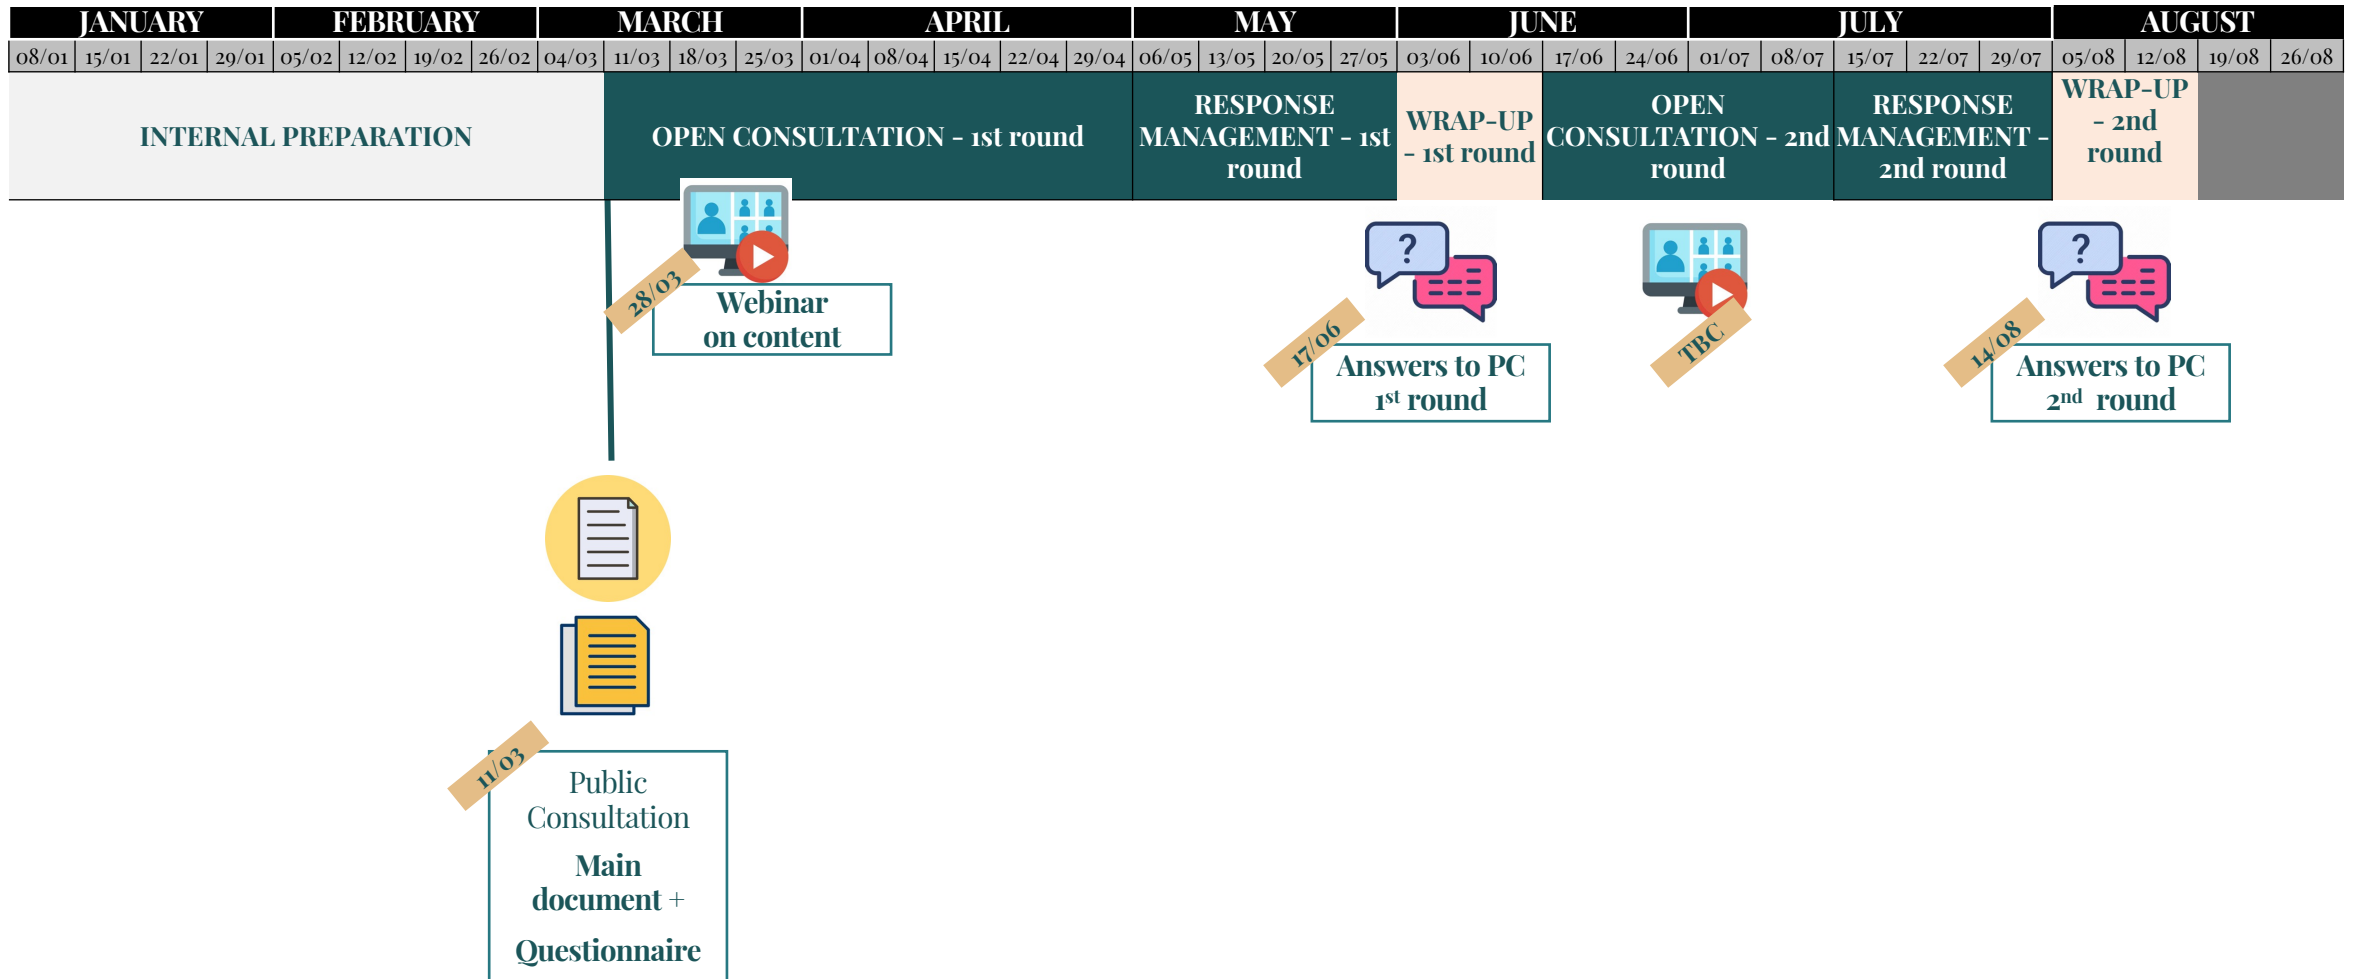 JANUARY FEBRUARY MARCH APRIL MAY JUNE JULY AUGUST
08/01 15/01 22/01 29/01 05/02 12/02 19/02 26/02 04/03 11/03 18/03 25/03 01/04 08/04 15/04 22/04 29/04 06/05 13/05 20/05 27/05 03/06 10/06 17/06 24/06 01/07 08/07 15/07 22/07 29/07 05/08 12/08 19/08 26/08
INTERNAL PREPARATION
OPEN CONSULTATION - 1st round
RESPONSE
MANAGEMENT - 1st
round
WRAP-UP
- 1st round
OPEN
CONSULTATION - 2nd
round
RESPONSE
MANAGEMENT -
2nd round
WRAP-UP
- 2nd
round
28/03
Webinar
on content
?
17/06
Answers to PC
1st round
TBC
?
14/08
Answers to PC
2nd round
11/03
Public
Consultation
Main
document +
Questionnaire